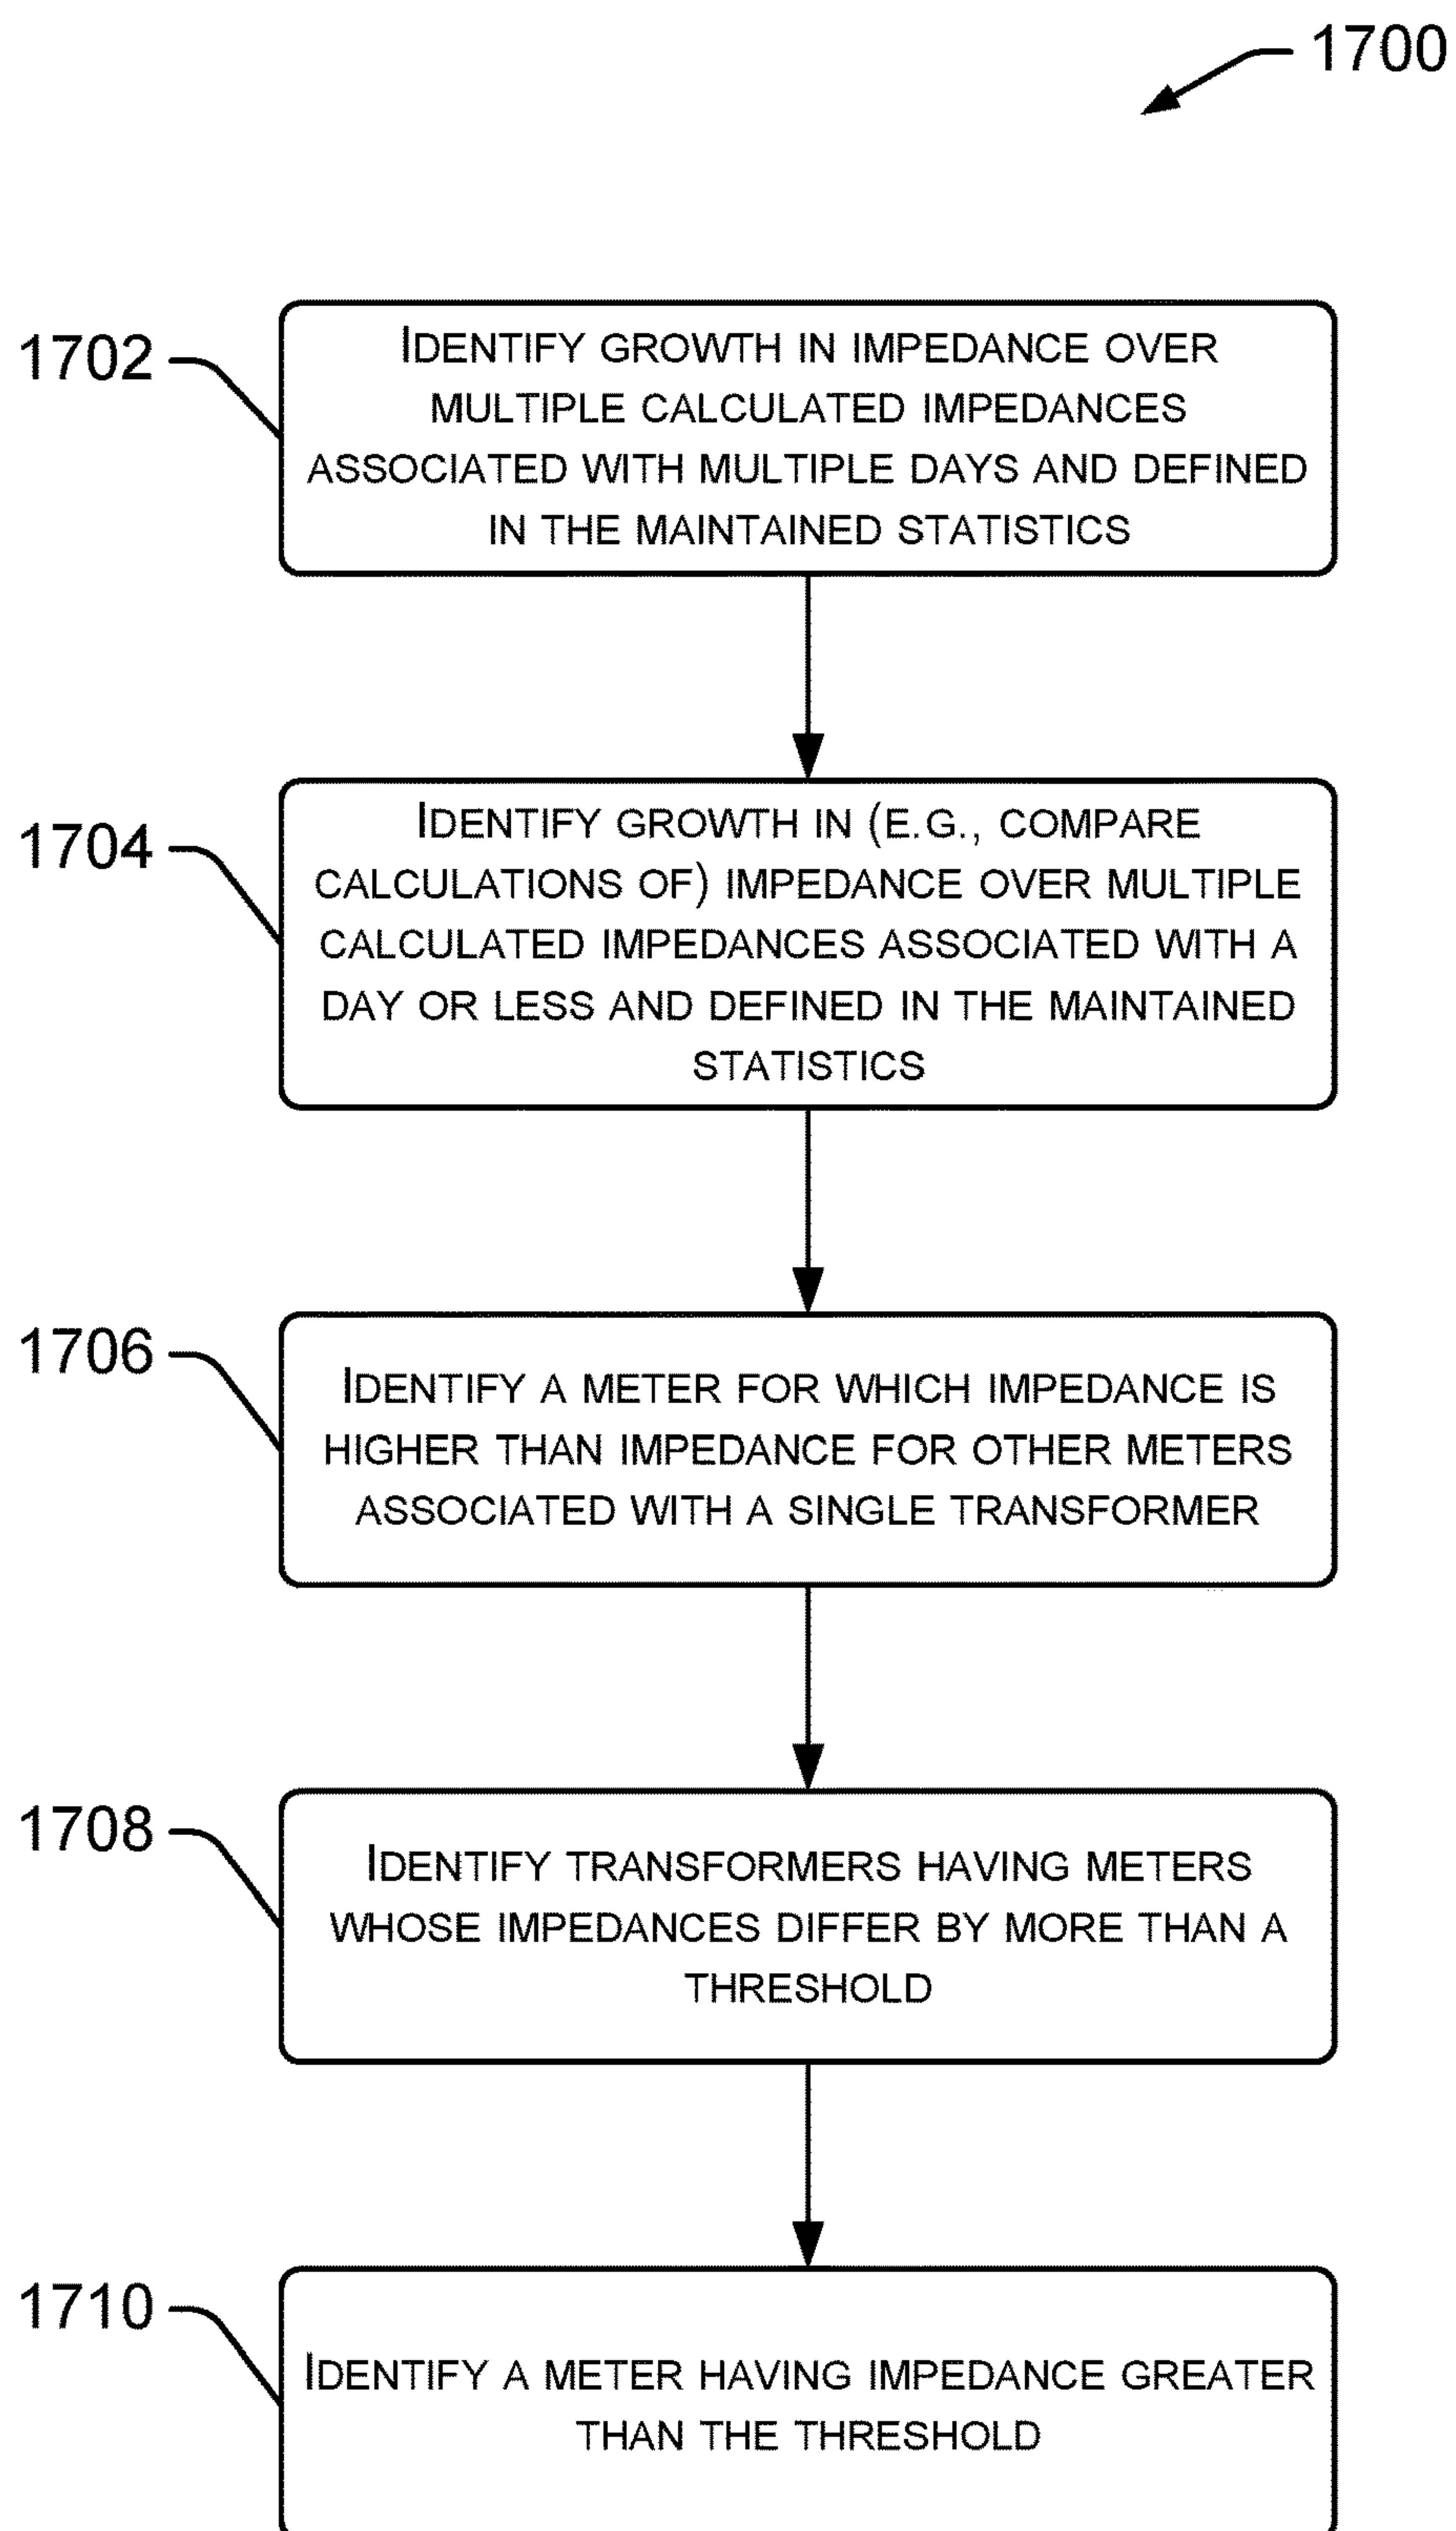 1700
1702
IDENTIFY GROWTH IN IMPEDANCE OVER
MULTIPLE CALCULATED IMPEDANCES
ASSOCIATED WITH MULTIPLE DAYS AND DEFINED
IN THE MAINTAINED STATISTICS
1704
IDENTIFY GROWTH IN (E.G., COMPARE
CALCULATIONS OF) IMPEDANCE OVER MULTIPLE
CALCULATED IMPEDANCES ASSOCIATED WITH A
DAY OR LESS AND DEFINED IN THE MAINTAINED
STATISTICS
1706
IDENTIFY A METER FOR WHICH IMPEDANCE IS
HIGHER THAN IMPEDANCE FOR OTHER METERS
ASSOCIATED WITH A SINGLE TRANSFORMER
1708
IDENTIFY TRANSFORMERS HAVING METERS
WHOSE IMPEDANCES DIFFER BY MORE THAN A
THRESHOLD
1710
IDENTIFY A METER HAVING IMPEDANCE GREATER
THAN THE THRESHOLD